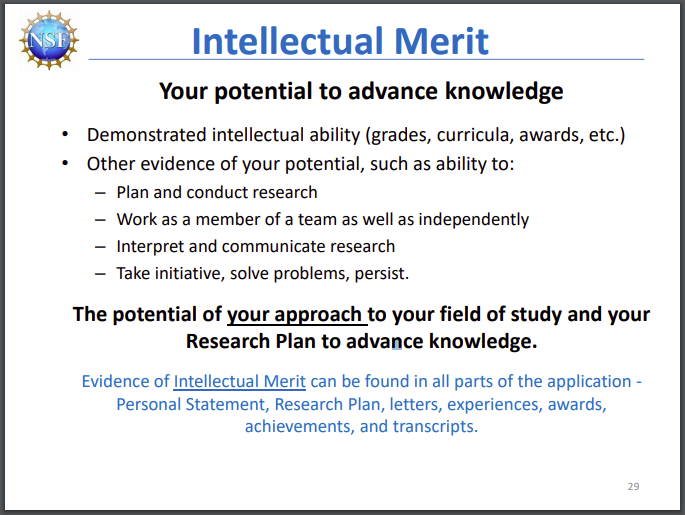 NSF
Intellectual Merit
Your potential to advance knowledge
• Demonstrated intellectual ability (grades, curricula, awards, etc.)
• Other evidence of your potential, such as ability to:
– Plan and conduct research
– Work as a member of a team as well as independently
– Interpret and communicate research
– Take initiative, solve problems, persist.
The potential of your approach to your field of study and your
Research Plan to advance knowledge.
Evidence of Intellectual Merit can be found in all parts of the application -
Personal Statement, Research Plan, letters, experiences, awards,
achievements, and transcripts.
29